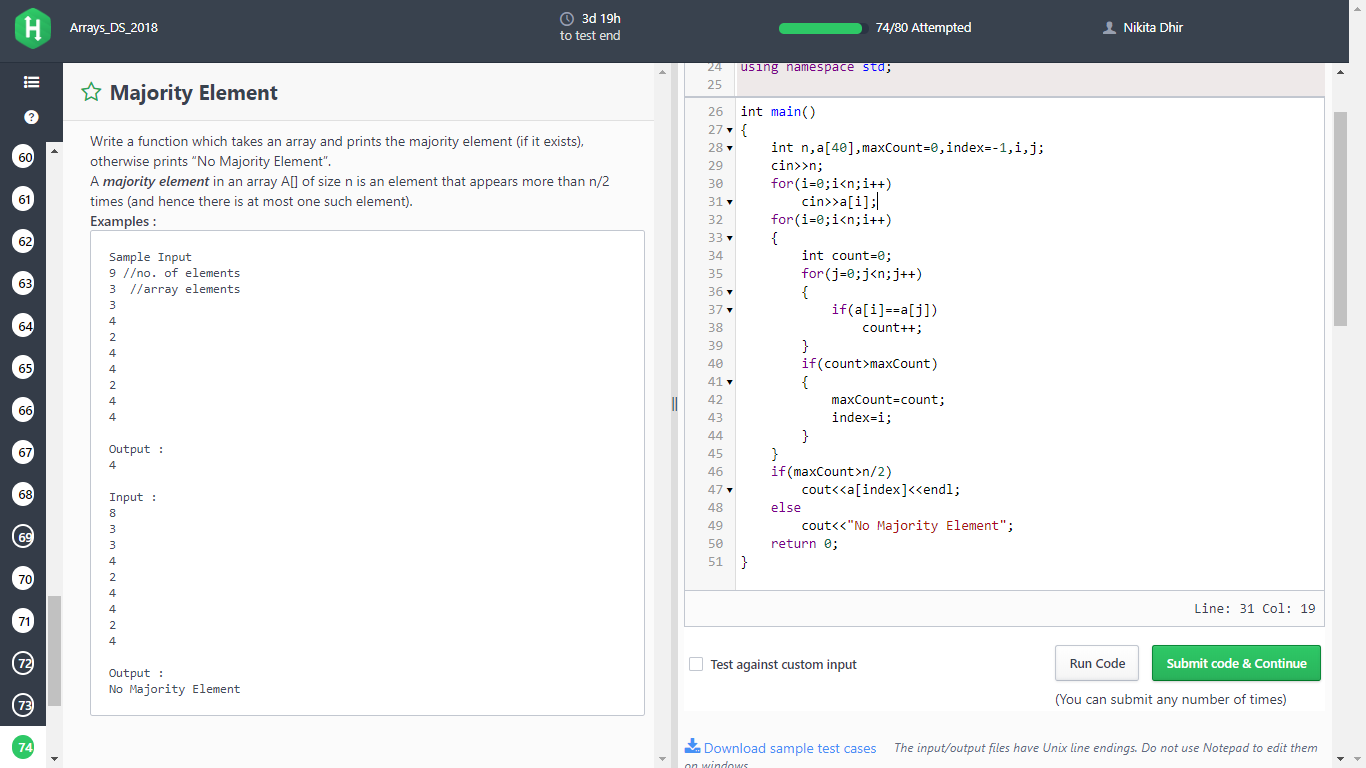 Arrays_DS_2018
3d 19h
to test end
74/80 Attempted
Nikita Dhir
?
60
61
62
63
64
65
66
67
68
69
70
71
72
73
74
Majority Element
Write a function which takes an array and prints the majority element (if it exists),
otherwise prints “No Majority Element”.
A majority element in an array A[] of size n is an element that appears more than n/2
times (and hence there is at most one such element).
Examples :
Sample Input
9 //no. of elements
3  //array elements
3
4
2
4
4
2
4
4
Output :
4
Input :
8
3
3
4
2
4
4
2
4
Output :
No Majority Element
24 using namespace std;
25
26 int main()
27 {
28     int n,a[40],maxCount=0,index=-1,i,j;
29     cin>>n;
30     for(i=0;i<n;i++)
31         cin>>a[i];
32     for(i=0;i<n;i++)
33     {
34         int count=0;
35         for(j=0;j<n;j++)
36         {
37             if(a[i]==a[j])
38                 count++;
39         }
40         if(count>maxCount)
41         {
42             maxCount=count;
43             index=i;
44         }
45     }
46     if(maxCount>n/2)
47         cout<<a[index]<<endl;
48     else
49         cout<<"No Majority Element";
50     return 0;
51 }
Line: 31 Col: 19
Test against custom input
Run Code
Submit code & Continue
(You can submit any number of times)
Download sample test cases
The input/output files have Unix line endings. Do not use Notepad to edit them
on windows.